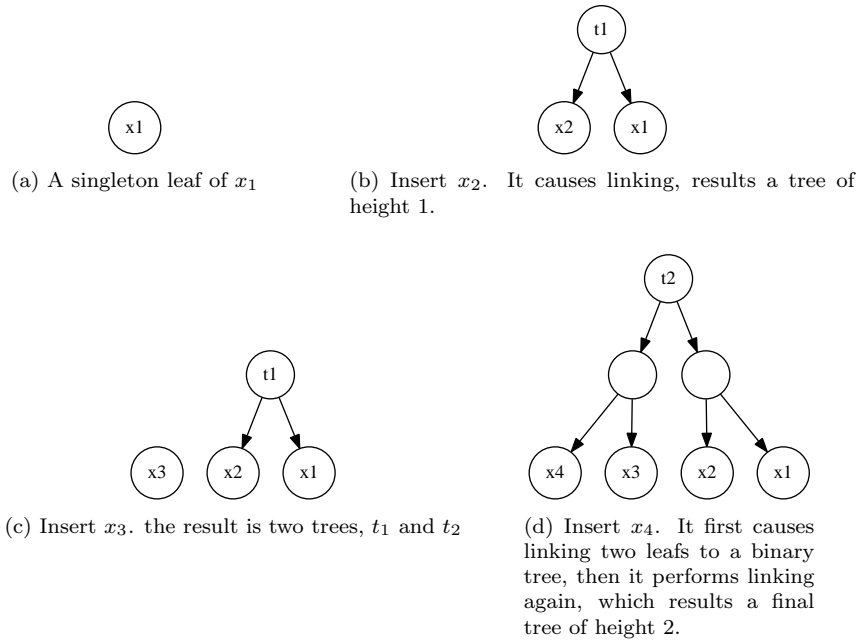 t1
x1
x2
x1
(a) A singleton leaf of x₁
(b) Insert x₂. It causes linking, results a tree of
height 1.
t2
t1
x3
x2
x1
x4
x3
x2
x1
(c) Insert x₃. the result is two trees, t₁ and t₂
(d) Insert x₄. It first causes
linking two leafs to a binary
tree, then it performs linking
again, which results a final
tree of height 2.